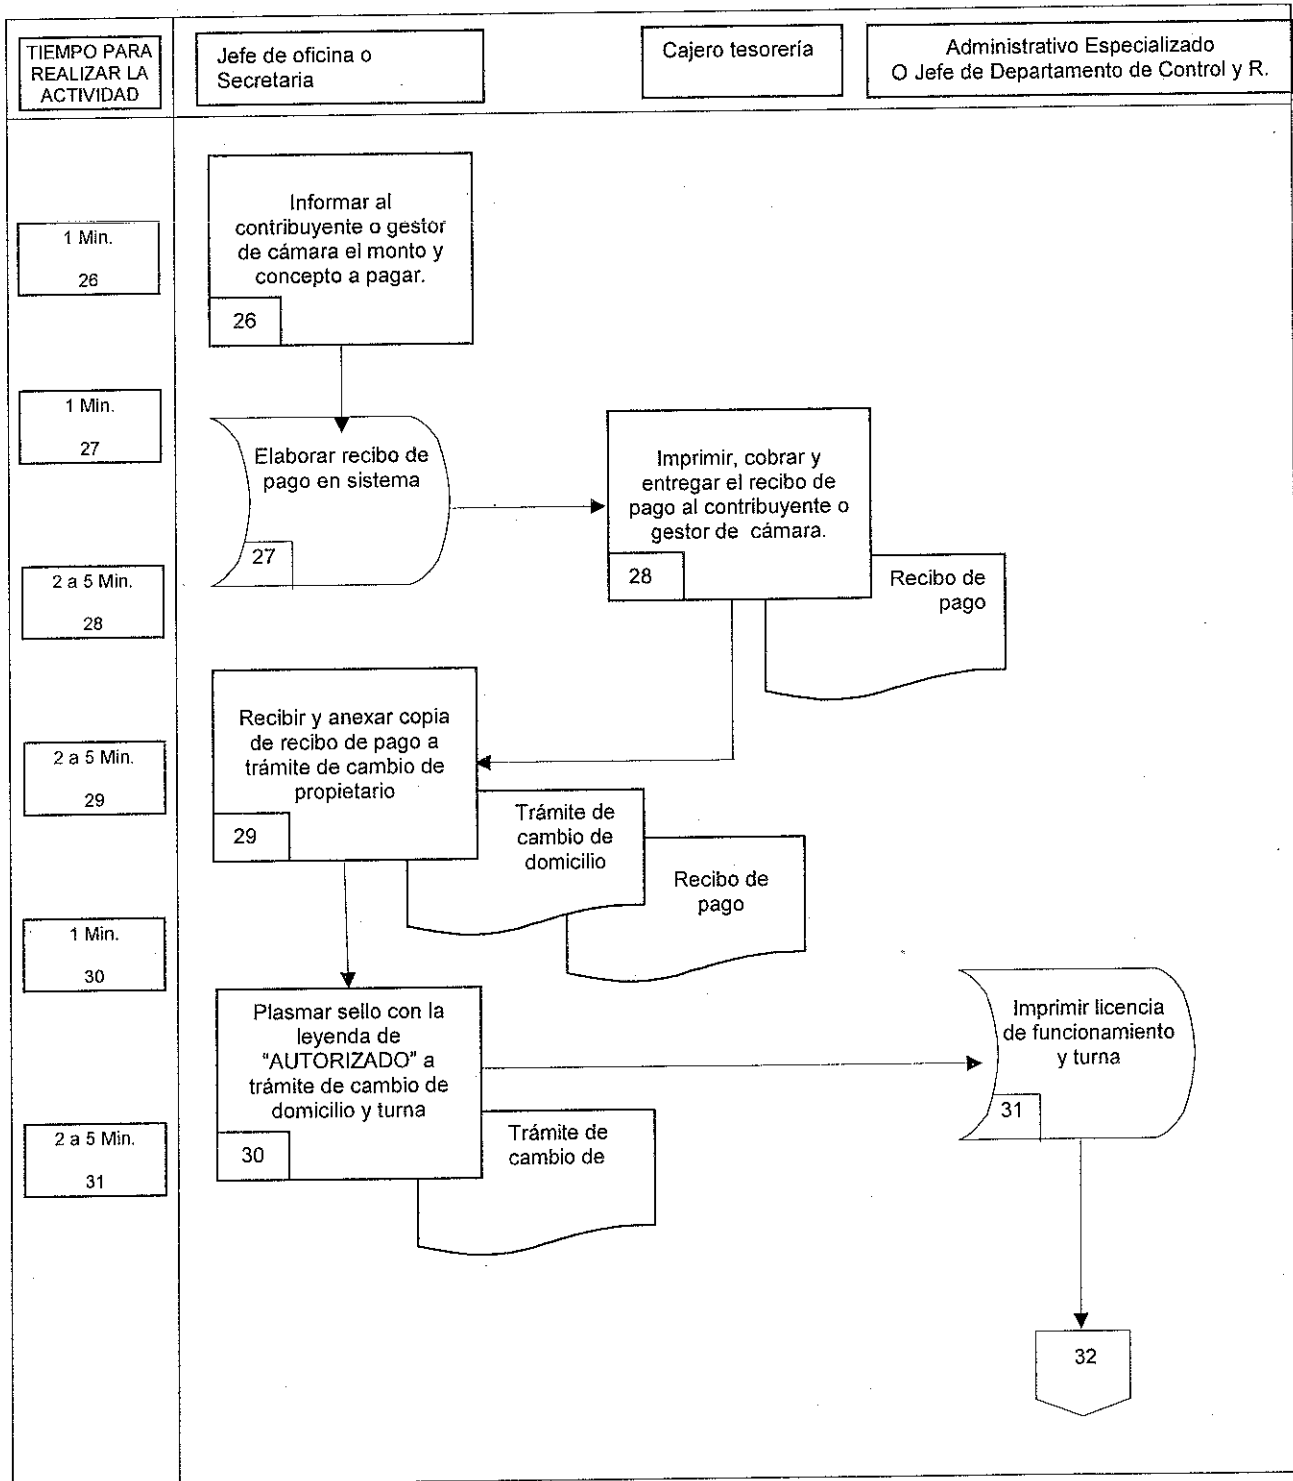 TIEMPO PARA
REALIZAR LA
ACTIVIDAD
Jefe de oficina o
Secretaria
Cajero tesorería
Administrativo Especializado
O Jefe de Departamento de Control y R.
1 Min.
26
Informar al
contribuyente o gestor
de cámara el monto y
concepto a pagar.
26
1 Min.
27
Elaborar recibo de
pago en sistema
27
Imprimir, cobrar y
entregar el recibo de
pago al contribuyente o
gestor de cámara.
28
Recibo de
pago
2 a 5 Min.
28
Recibir y anexar copia
de recibo de pago a
trámite de cambio de
propietario
29
2 a 5 Min.
29
Trámite de
cambio de
domicilio
Recibo de
pago
1 Min.
30
Plasmar sello con la
leyenda de
"AUTORIZADO" a
trámite de cambio de
domicilio y turna
30
Trámite de
cambio de
Imprimir licencia
de funcionamiento
y turna
31
2 a 5 Min.
31
32